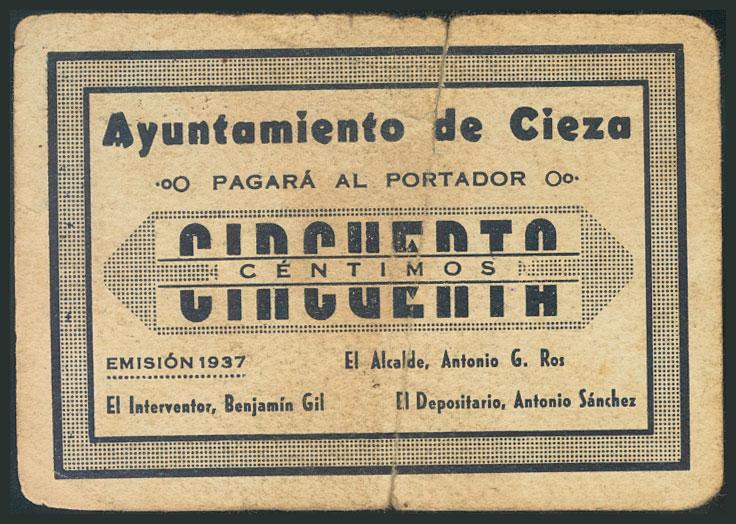 Ayuntamiento de Cieza
PAGARÁ AL PORTADOR
CINCUENTA
CÉNTIMOS
EMISIÓN 1937
El Alcalde, Antonio G. Ros
El Interventor, Benjamín Gil
El Depositario, Antonio Sánchez